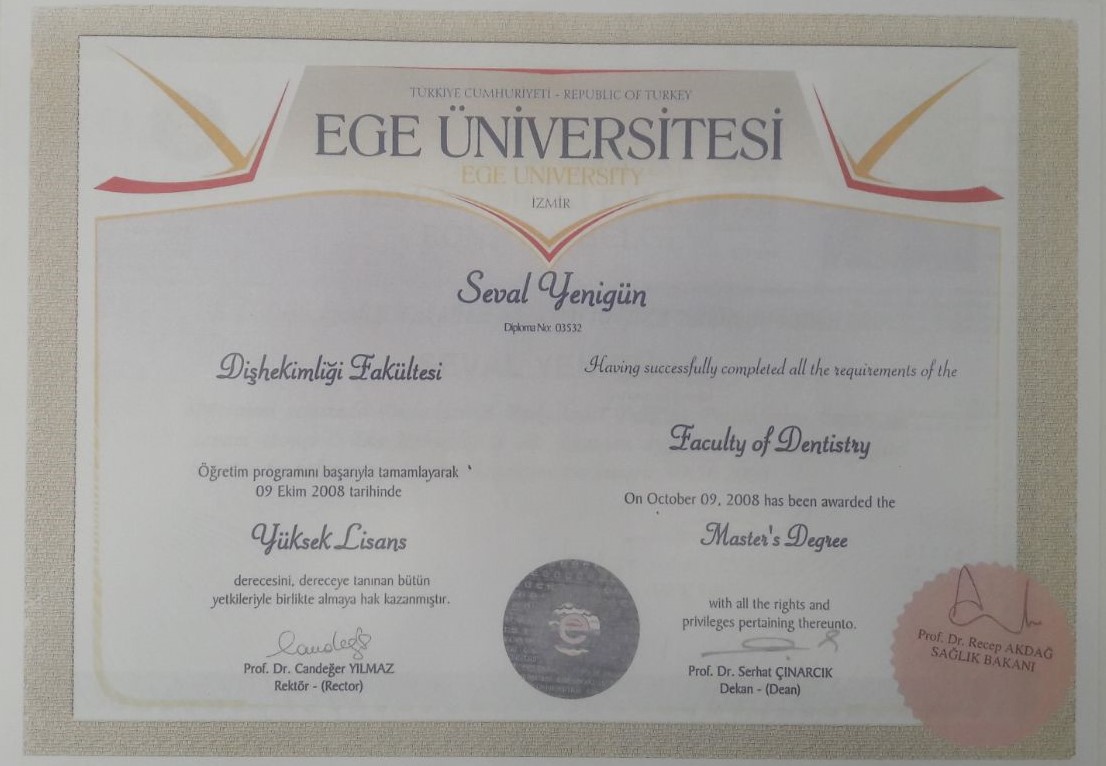 TÜRKİYE CUMHURİYETİ - REPUBLIC OF TURKEY
EGE ÜNİVERSİTESİ
EGE UNIVERSITY
İZMİR
Seval Yenigün
Diploma No: 03532
Dişhekimliği Fakültesi
Öğretim programını başarıyla tamamlayarak
09 Ekim 2008 tarihinde
Yüksek Lisans
derecesini, dereceye tanınan bütün
yetkileriyle birlikte almaya hak kazanmıştır.
Prof. Dr. Candeğer YILMAZ
Rektör - (Rector)
Having successfully completed all the requirements of the
Faculty of Dentistry
On October 09, 2008 has been awarded the
Master's Degree
with all the rights and
privileges pertaining thereunto.
Prof. Dr. Serhat ÇINARCIK
Dekan - (Dean)
e
Prof. Dr. Recep AKDAĞ
SAĞLIK BAKANI